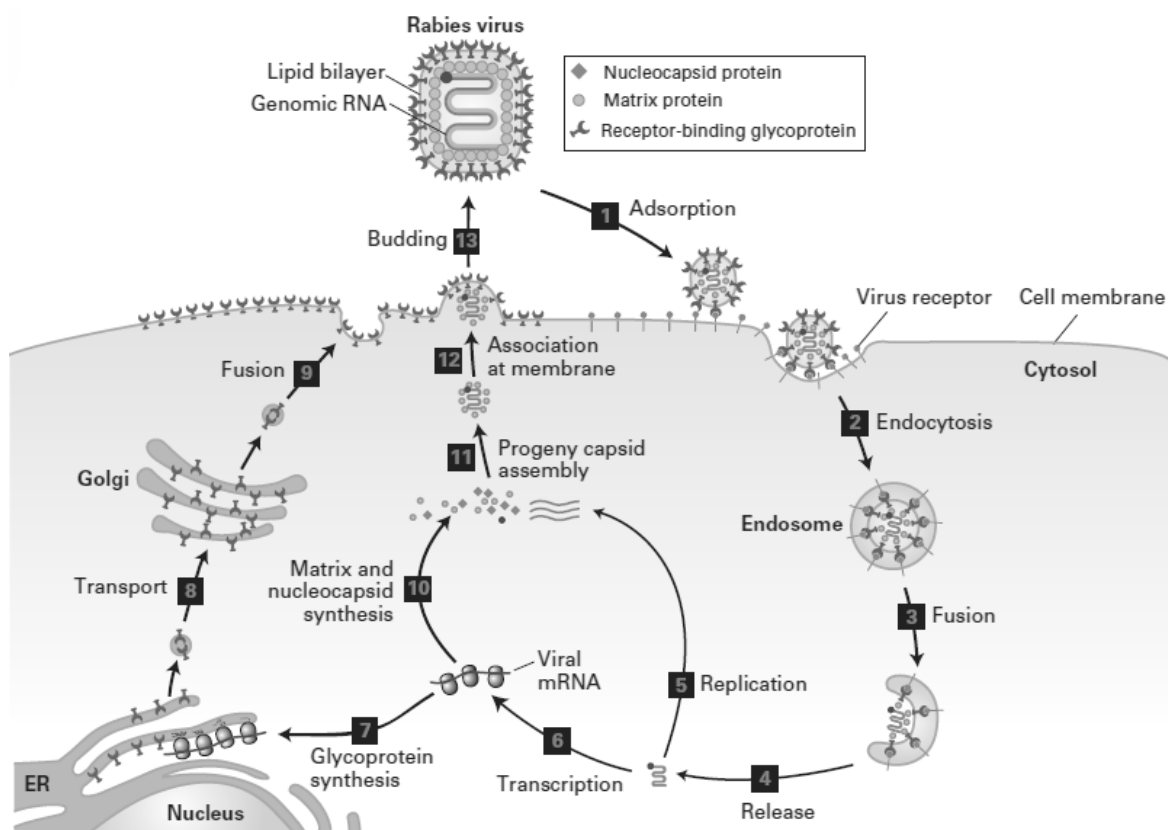 Rabies virus
Lipid bilayer
Genomic RNA
Nucleocapsid protein
Matrix protein
Receptor-binding glycoprotein
1 Adsorption
Budding 13
Virus receptor
Cell membrane
Cytosol
12 Association
at membrane
Fusion 9
2 Endocytosis
11 Progeny capsid
assembly
Golgi
Endosome
Transport 8
Matrix and
nucleocapsid
synthesis
10
3 Fusion
Viral
mRNA
5 Replication
7
Glycoprotein
synthesis
6
Transcription
4
Release
ER
Nucleus